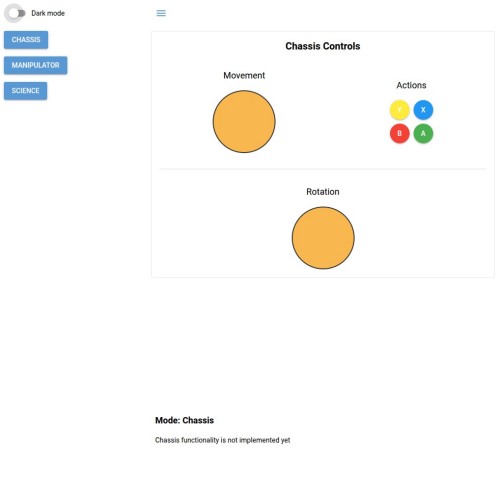 Dark mode
CHASSIS
MANIPULATOR
SCIENCE
Chassis Controls
Movement
Actions
Y X
B A
Rotation
Mode: Chassis
Chassis functionality is not implemented yet